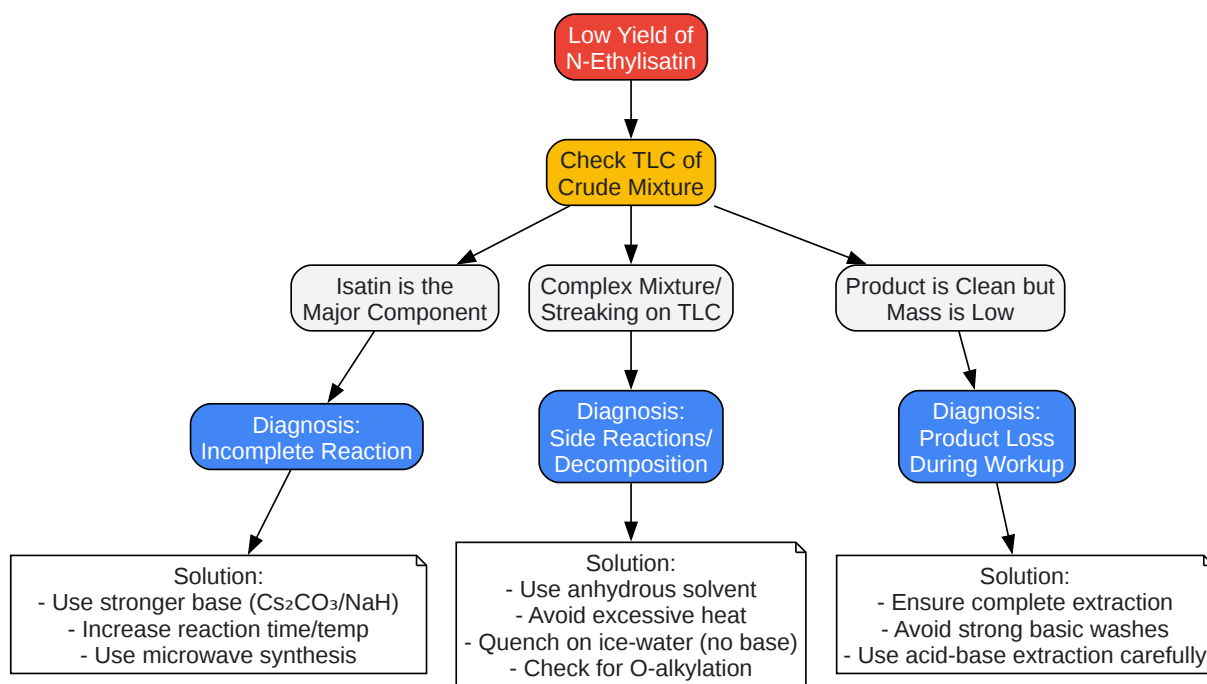 Low Yield of
N-Ethylisatin
Check TLC of
Crude Mixture
Isatin is the
Major Component
Complex Mixture/
Streaking on TLC
Product is Clean but
Mass is Low
Diagnosis:
Incomplete Reaction
Diagnosis:
Side Reactions/
Decomposition
Diagnosis:
Product Loss
During Workup
Solution:
- Use stronger base (Cs₂CO₃/NaH)
- Increase reaction time/temp
- Use microwave synthesis
Solution:
- Use anhydrous solvent
- Avoid excessive heat
- Quench on ice-water (no base)
- Check for O-alkylation
Solution:
- Ensure complete extraction
- Avoid strong basic washes
- Use acid-base extraction carefully